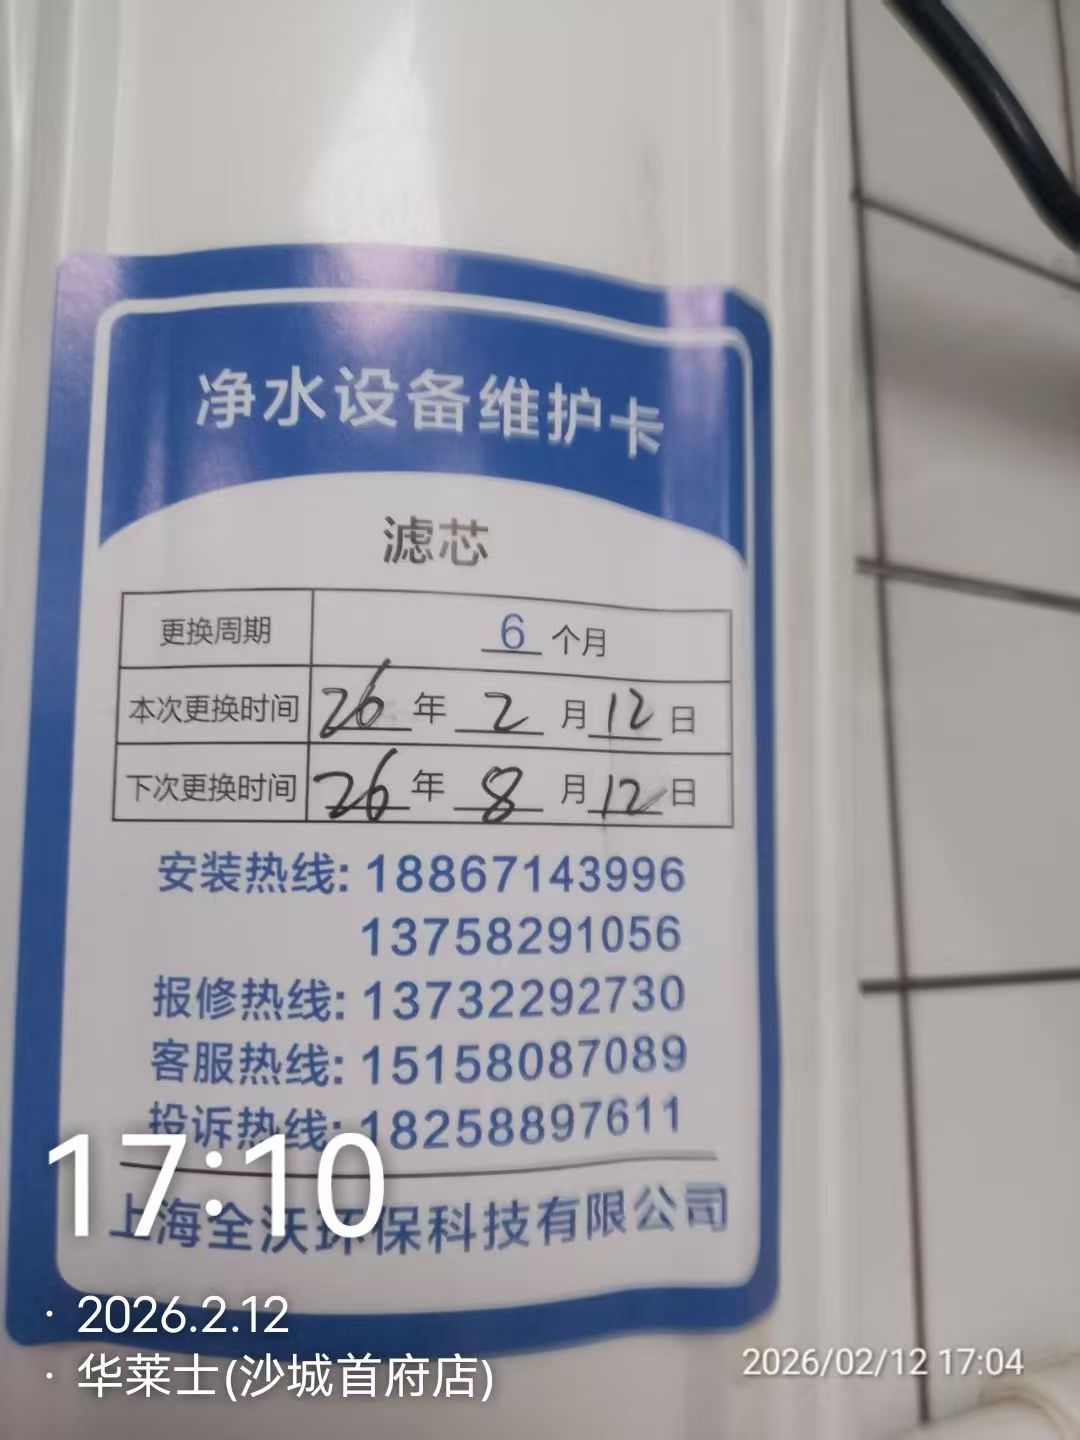 净水设备维护卡
滤芯
更换周期 6 个月
本次更换时间 26 年 2 月 12 日
下次更换时间 26 年 8 月 12 日
安装热线: 18867143996
13758291056
报修热线: 13732292730
客服热线: 15158087089
投诉热线: 18258897611
上海全沃环保科技有限公司
17:10
· 2026.2.12
· 华莱士(沙城首府店)
2026/02/12 17:04